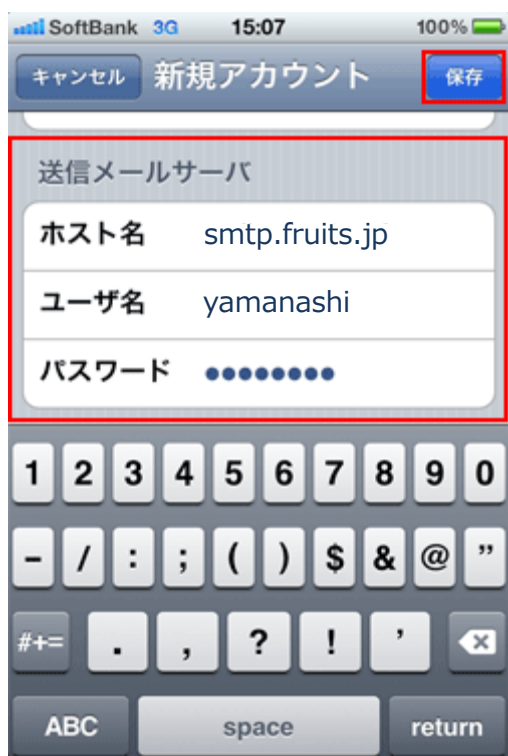 SoftBank 3G 15:07 100%
キャンセル 新規アカウント 保存
送信メールサーバ
ホスト名 smtp.fruits.jp
ユーザ名 yamanashi
パスワード ●●●●●●●●
1 2 3 4 5 6 7 8 9 0
- / : ; ( ) $ & @ ”
#+= . , ? ! ’
ABC space return